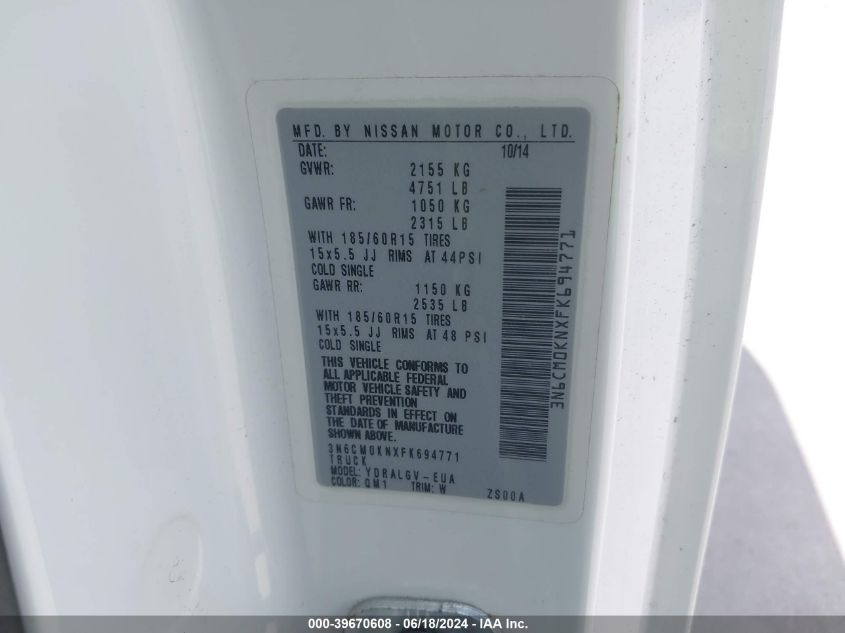 MFD. BY NISSAN MOTOR CO., LTD.
DATE: 10/14
GVWR: 2155 KG
4751 LB
GAWR FR: 1050 KG
2315 LB
WITH 185/60R15 TIRES
15x5.5 JJ RIMS AT 44PSI
COLD SINGLE
GAWR RR: 1150 KG
2535 LB
WITH 185/60R15 TIRES
15x5.5 JJ RIMS AT 48 PSI
COLD SINGLE
THIS VEHICLE CONFORMS TO
ALL APPLICABLE FEDERAL
MOTOR VEHICLE SAFETY AND
THEFT PREVENTION
STANDARDS IN EFFECT ON
THE DATE OF MANUFACTURE
SHOWN ABOVE.
3N6CM0KNXFK694771
TRUCK
MODEL: YDRALGV-EUA
COLOR: QM1 TRIM: W ZS00A
3N6CM0KNXFK694771
000-39670608 - 06/18/2024 - IAA Inc.